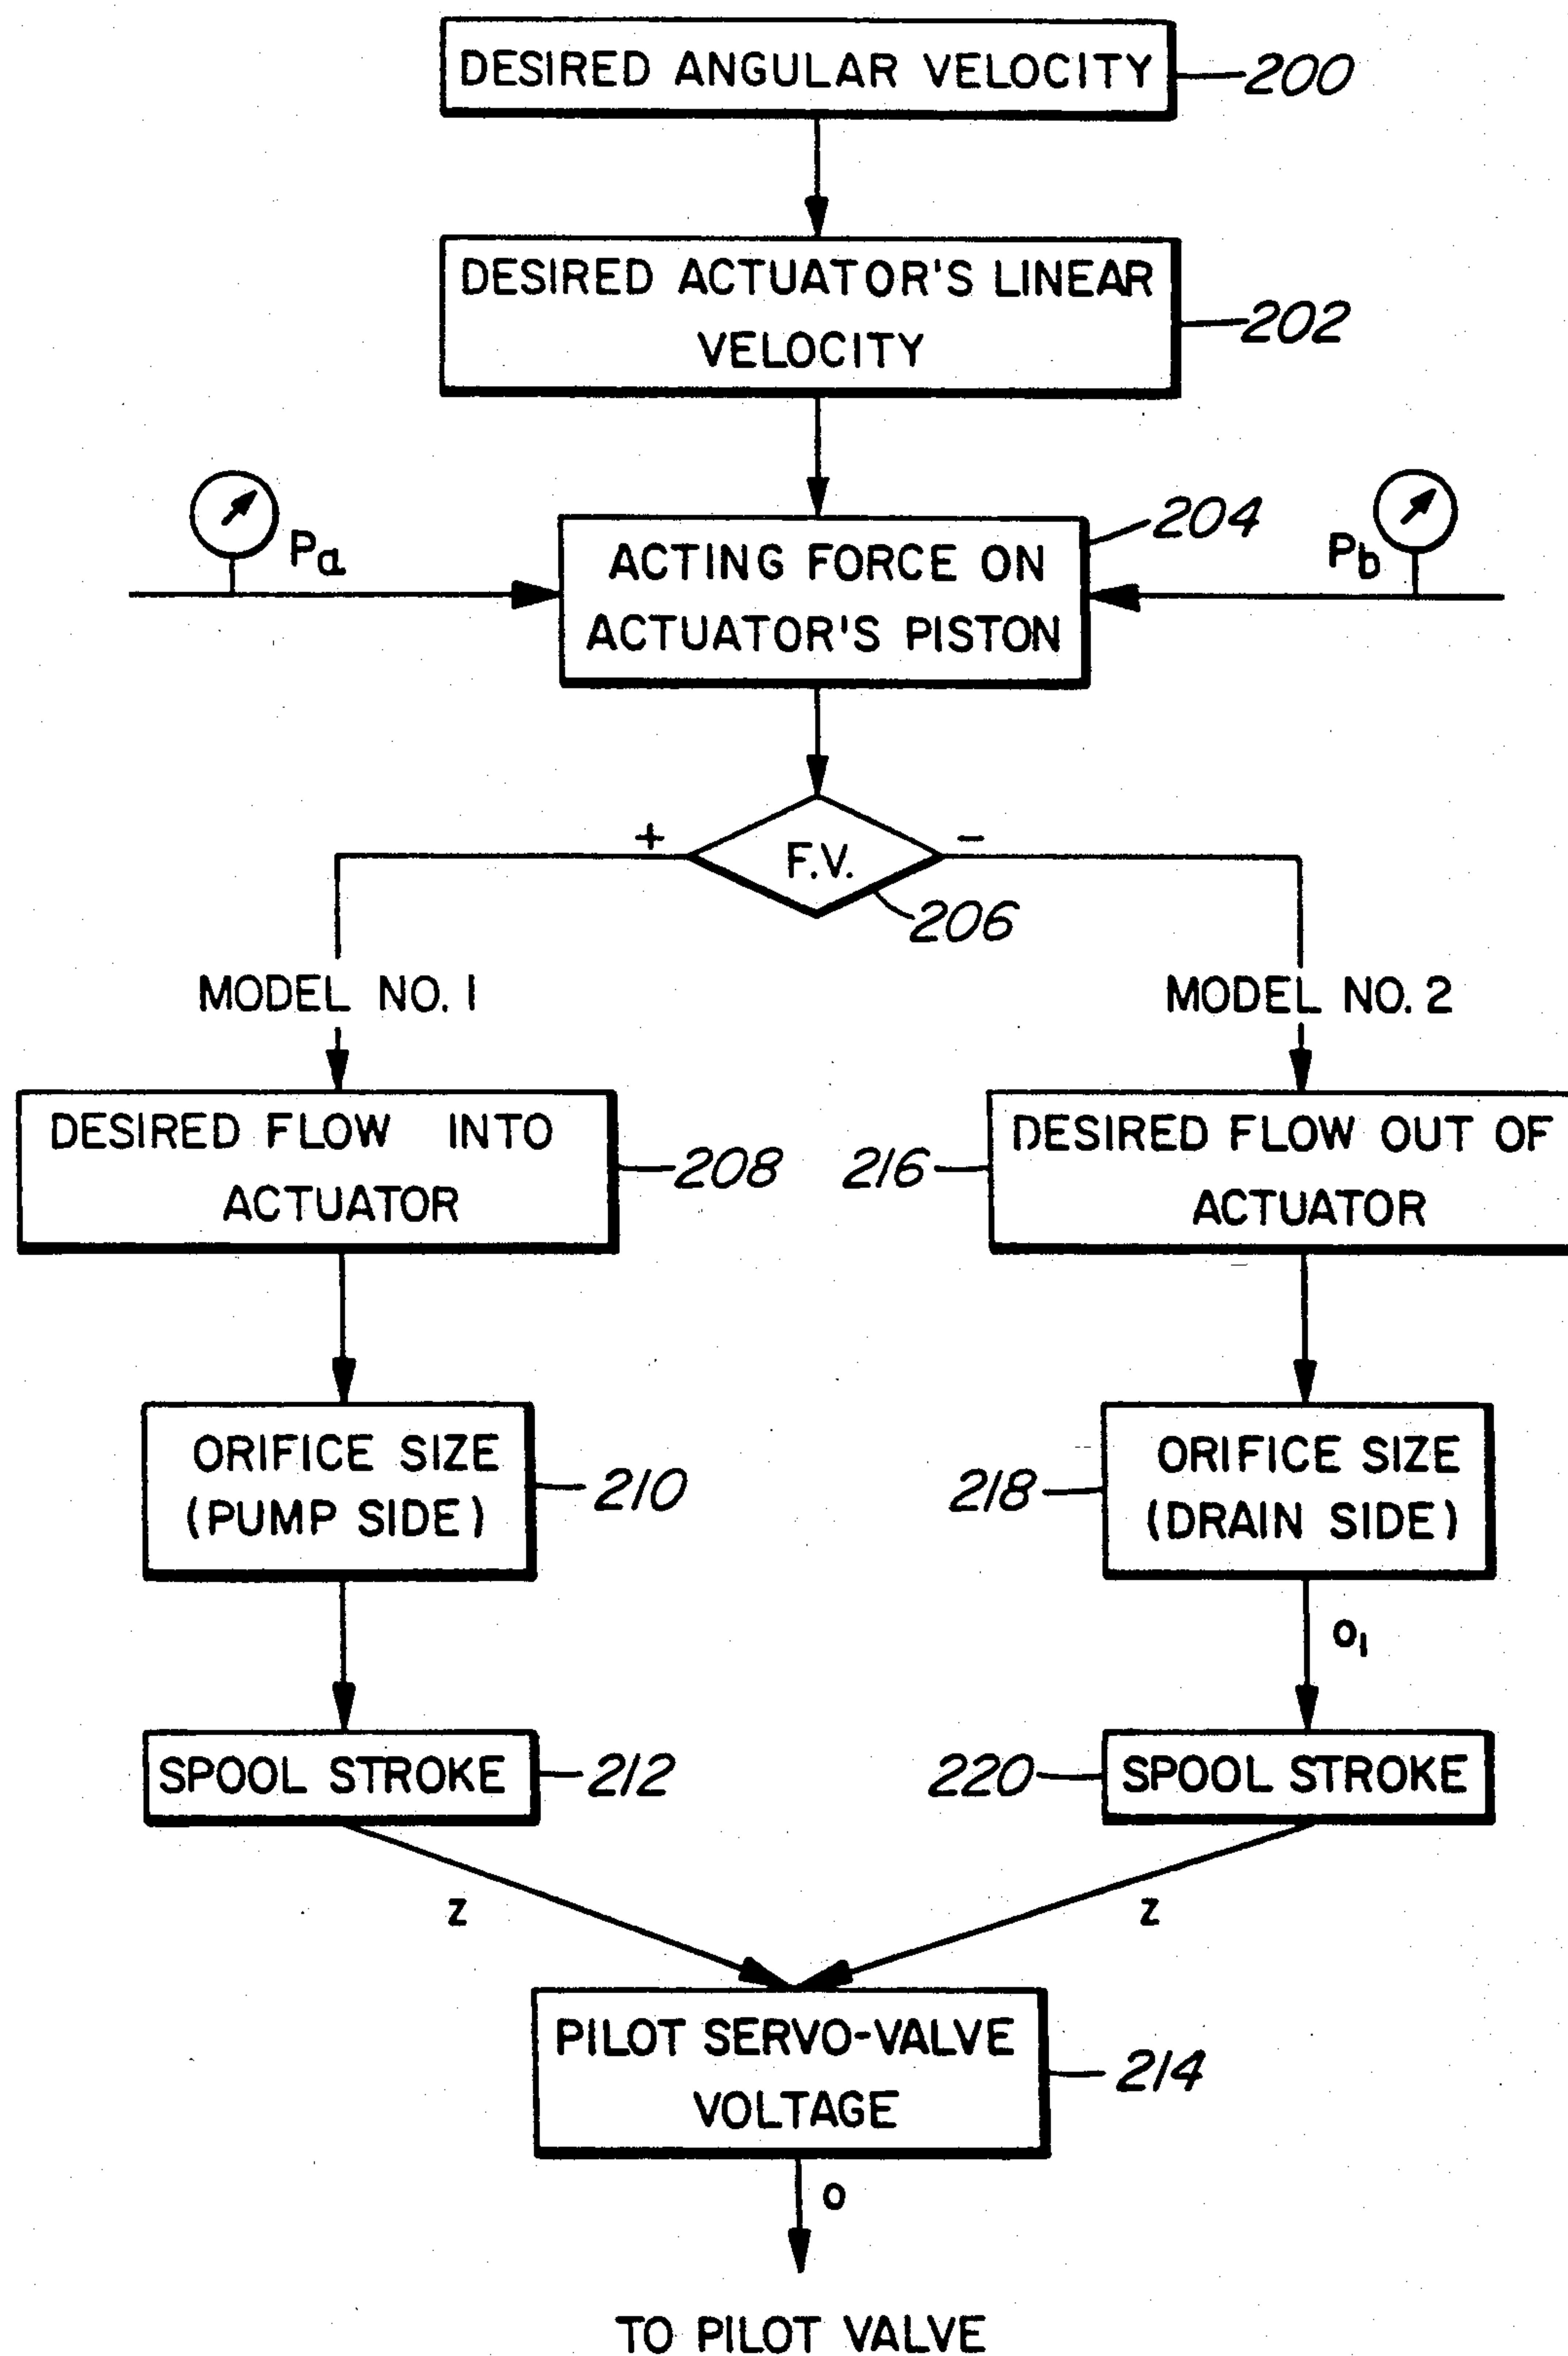 DESIRED ANGULAR VELOCITY
200
DESIRED ACTUATOR'S LINEAR
VELOCITY
202
Pa
204
Pb
ACTING FORCE ON
ACTUATOR'S PISTON
+
−
F.V.
206
MODEL NO. 1
MODEL NO. 2
DESIRED FLOW INTO
ACTUATOR
208
216
DESIRED FLOW OUT OF
ACTUATOR
ORIFICE SIZE
(PUMP SIDE)
210
218
ORIFICE SIZE
(DRAIN SIDE)
o₁
SPOOL STROKE
212
220
SPOOL STROKE
z
z
PILOT SERVO-VALVE
VOLTAGE
214
o
TO PILOT VALVE